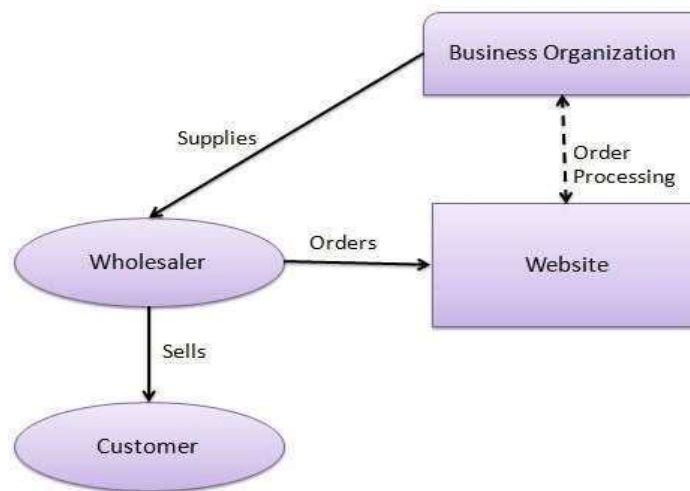 Business Organization
Supplies
Order
Processing
Wholesaler
Orders
Website
Sells
Customer